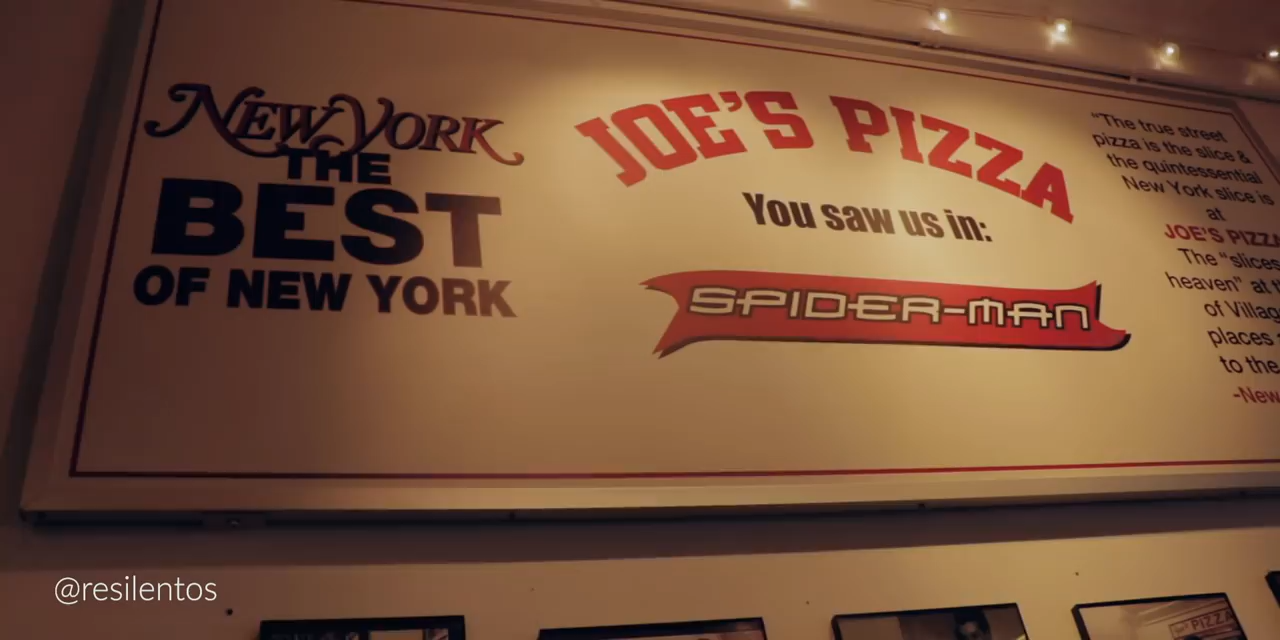 NEW YORK
THE
BEST
OF NEW YORK
JOE'S PIZZA
You saw us in:
SPIDER-MAN
"The true street
pizza is the slice &
the quintessential
New York slice is
at
JOE'S PIZZA
The "slices
heaven" at
of
places
to the
-New
@resilentos
PIZZA